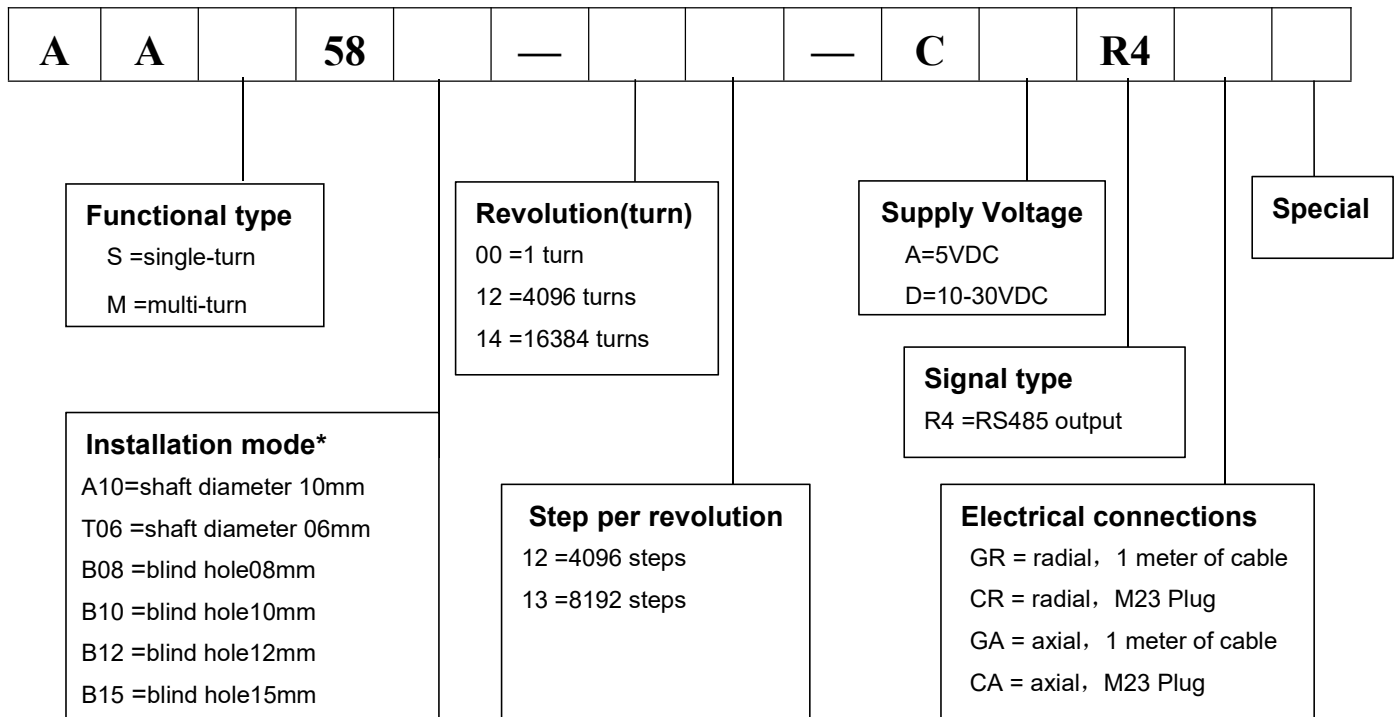 A A 58 — — C R4
Functional type
S =single-turn
M =multi-turn
Revolution(turn)
00 =1 turn
12 =4096 turns
14 =16384 turns
Supply Voltage
A=5VDC
D=10-30VDC
Special
Signal type
R4 =RS485 output
Installation mode*
A10=shaft diameter 10mm
T06 =shaft diameter 06mm
B08 =blind hole08mm
B10 =blind hole10mm
B12 =blind hole12mm
B15 =blind hole15mm
Step per revolution
12 =4096 steps
13 =8192 steps
Electrical connections
GR = radial，1 meter of cable
CR = radial，M23 Plug
GA = axial，1 meter of cable
CA = axial，M23 Plug